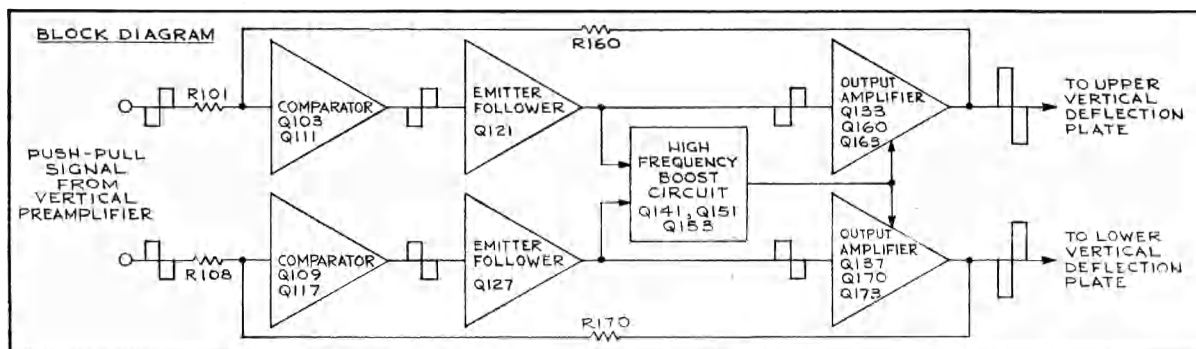 BLOCK DIAGRAM
R160
R101
COMPARATOR
Q103
Q111
EMITTER
FOLLOWER
Q121
OUTPUT
AMPLIFIER
Q133
Q160
Q163
TO UPPER
VERTICAL
DEFLECTION
PLATE
PUSH-PULL
SIGNAL
FROM
VERTICAL
PREAMPLIFIER
HIGH
FREQUENCY
BOOST
CIRCUIT
Q141, Q151
Q153
R108
COMPARATOR
Q109
Q117
EMITTER
FOLLOWER
Q127
OUTPUT
AMPLIFIER
Q137
Q170
Q173
TO LOWER
VERTICAL
DEFLECTION
PLATE
R170